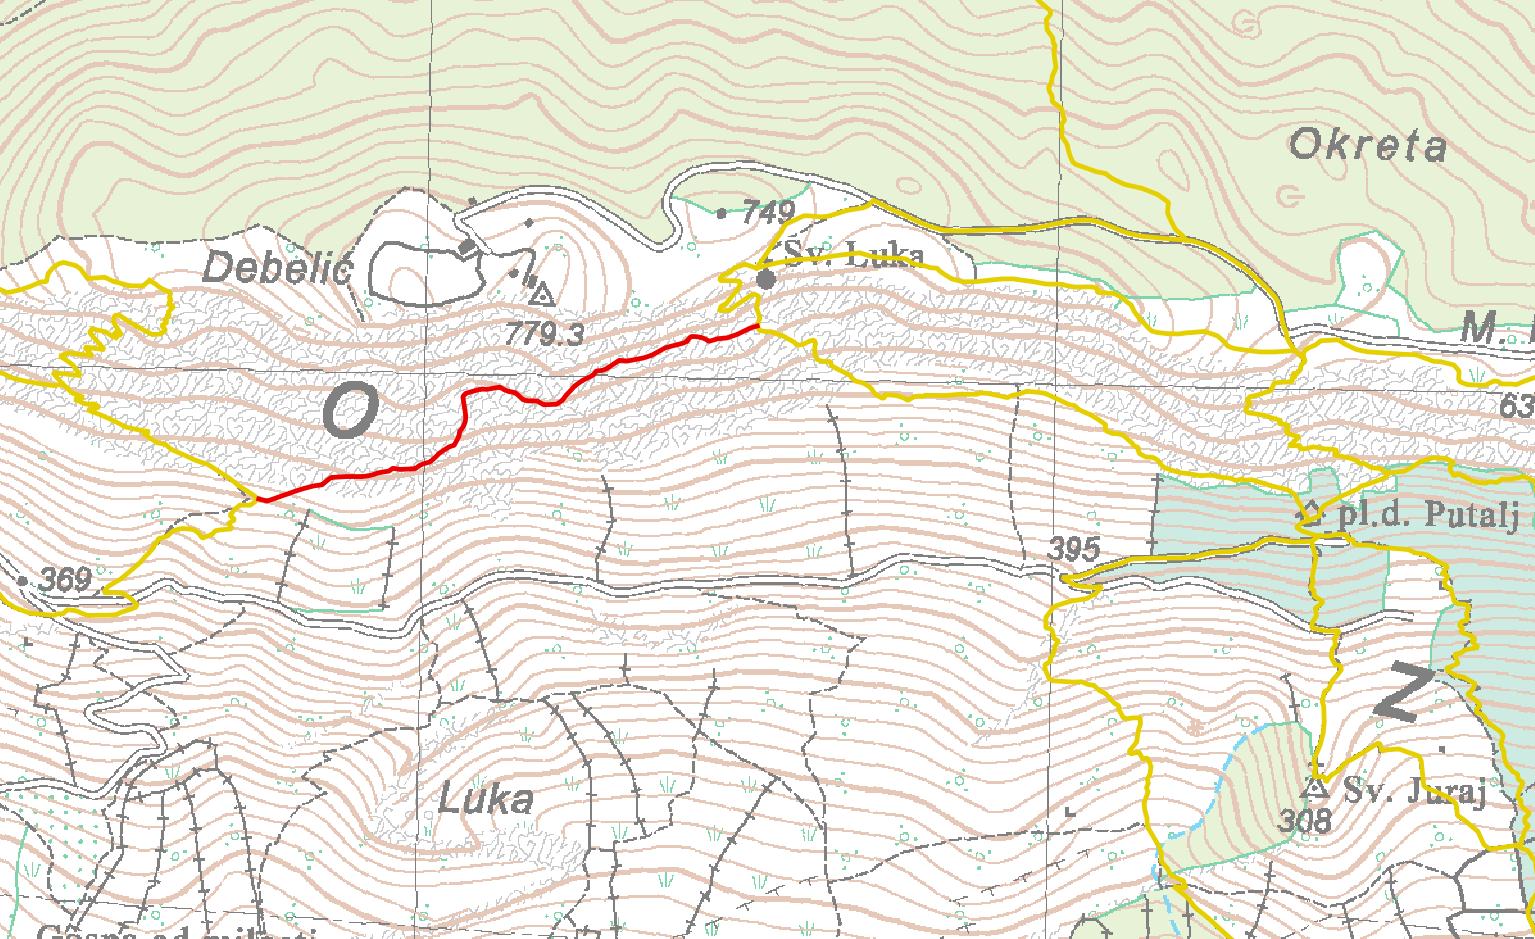 Okreta
749
Sv. Luka
Debelić
779.3
M.
O
63
pl.d. Putalj
395
369
Z
Luka
Sv. Juraj
308